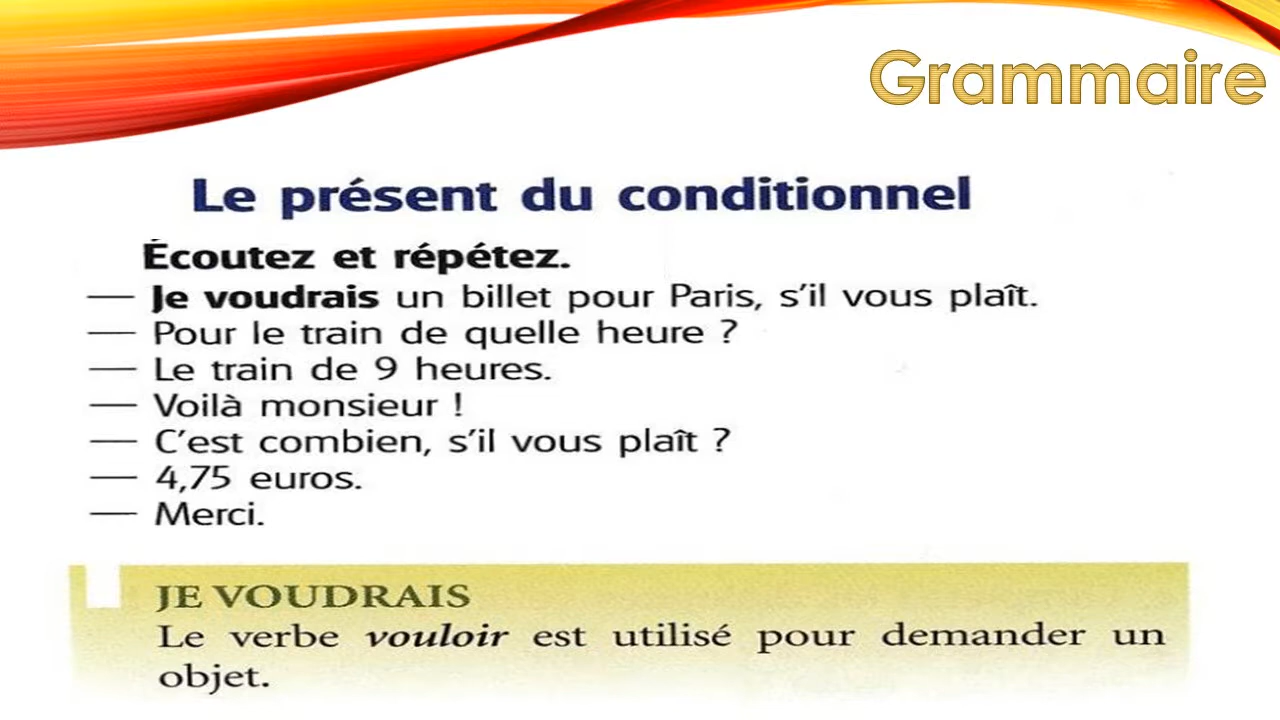 Grammaire
Le présent du conditionnel
Écoutez et répétez.
— Je voudrais un billet pour Paris, s’il vous plaît.
— Pour le train de quelle heure ?
— Le train de 9 heures.
— Voilà monsieur !
— C’est combien, s’il vous plaît ?
— 4,75 euros.
— Merci.
JE VOUDRAIS
Le verbe vouloir est utilisé pour demander un
objet.